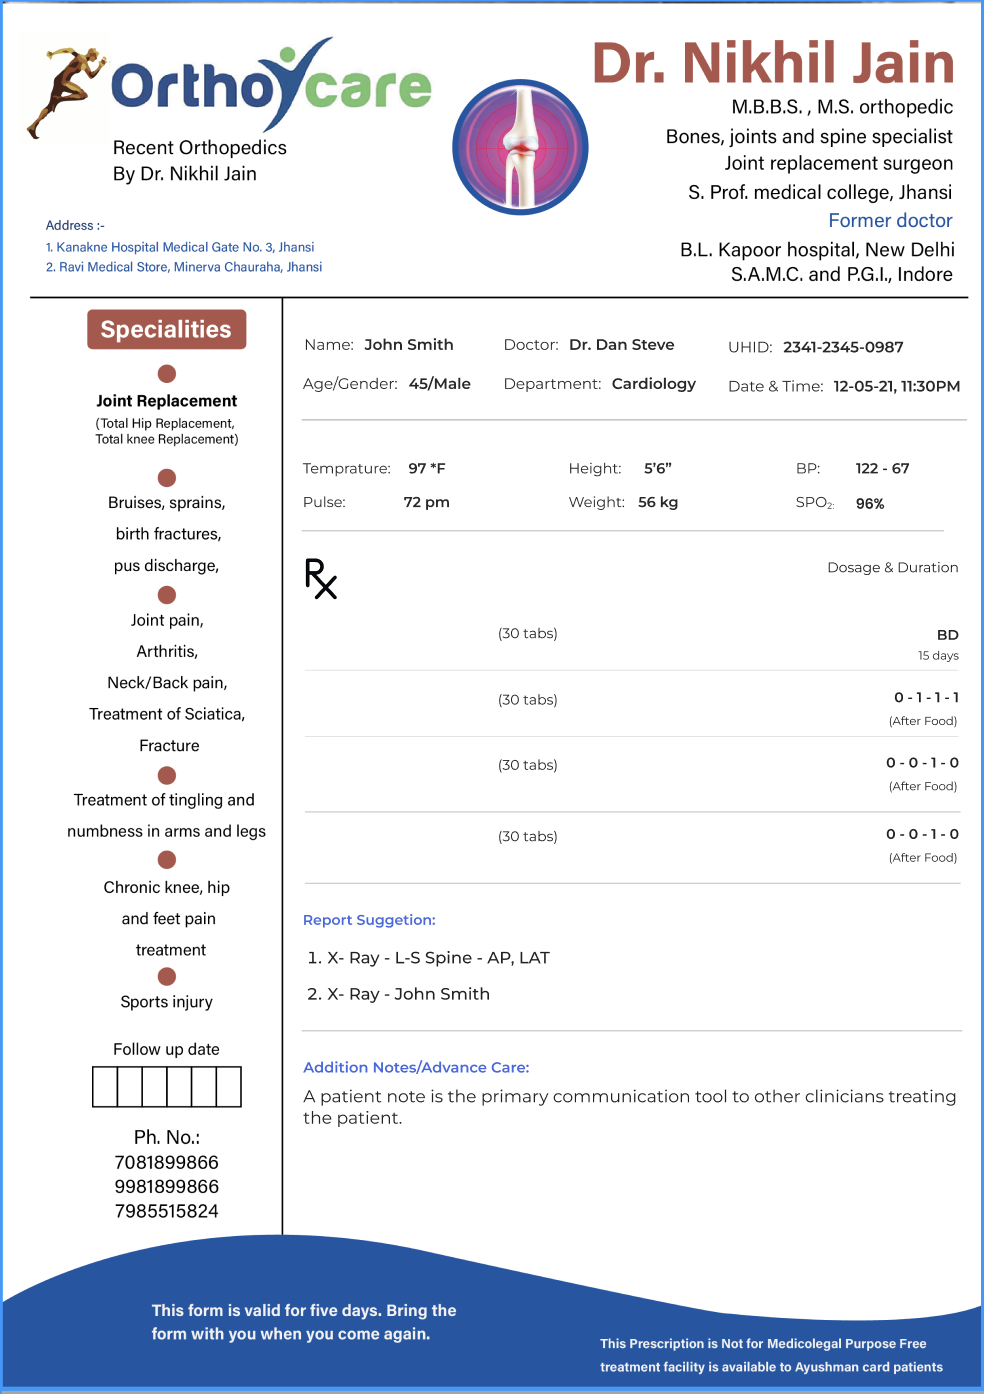 Orthocare
Recent Orthopedics
By Dr. Nikhil Jain
Address :-
1. Kanakne Hospital Medical Gate No. 3, Jhansi
2. Ravi Medical Store, Minerva Chauraha, Jhansi
Dr. Nikhil Jain
M.B.B.S. , M.S. orthopedic
Bones, joints and spine specialist
Joint replacement surgeon
S. Prof. medical college, Jhansi
Former doctor
B.L. Kapoor hospital, New Delhi
S.A.M.C. and P.G.I., Indore
Specialities
Joint Replacement
(Total Hip Replacement,
Total knee Replacement)
Bruises, sprains,
birth fractures,
pus discharge,
Joint pain,
Arthritis,
Neck/Back pain,
Treatment of Sciatica,
Fracture
Treatment of tingling and
numbness in arms and legs
Chronic knee, hip
and feet pain
treatment
Sports injury
Follow up date
Ph. No.:
7081899866
9981899866
7985515824
Name: John Smith Doctor: Dr. Dan Steve UHID: 2341-2345-0987
Age/Gender: 45/Male Department: Cardiology Date & Time: 12-05-21, 11:30PM
Temprature: 97 *F Height: 5'6” BP: 122 - 67
Pulse: 72 pm Weight: 56 kg SPO2: 96%
Rx Dosage & Duration
(30 tabs) BD
15 days
(30 tabs) 0 - 1 - 1 - 1
(After Food)
(30 tabs) 0 - 0 - 1 - 0
(After Food)
(30 tabs) 0 - 0 - 1 - 0
(After Food)
Report Suggetion:
1. X- Ray - L-S Spine - AP, LAT
2. X- Ray - John Smith
Addition Notes/Advance Care:
A patient note is the primary communication tool to other clinicians treating
the patient.
This form is valid for five days. Bring the
form with you when you come again.
This Prescription is Not for Medicolegal Purpose Free
treatment facility is available to Ayushman card patients